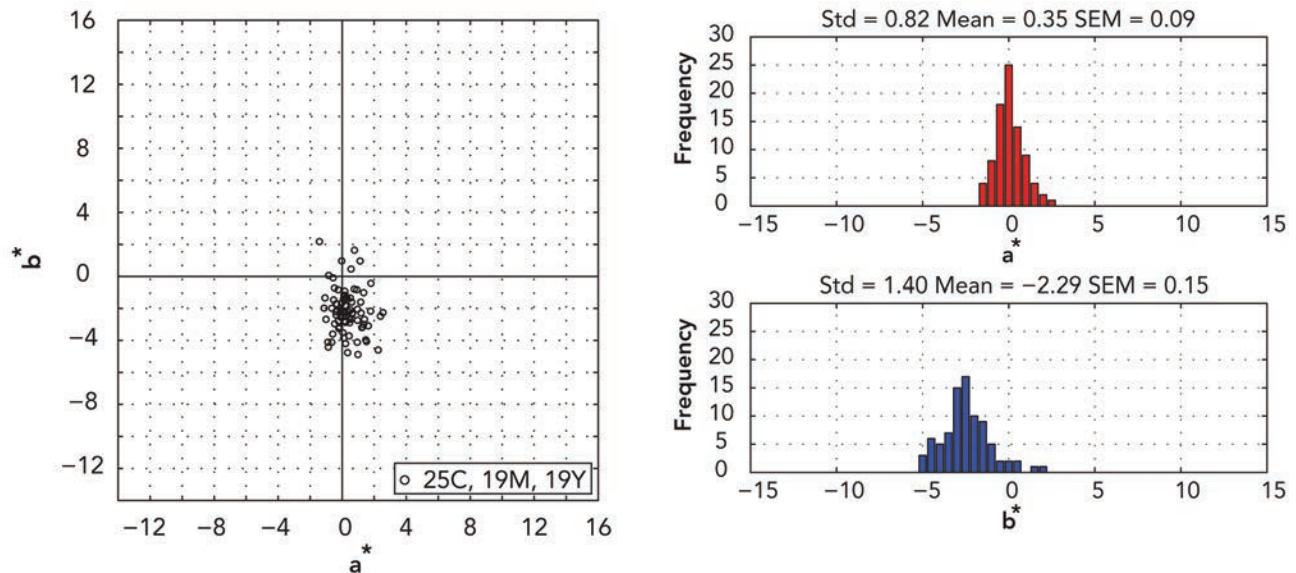 16
12
8
4
0
−4
−8
−12
b*
25C, 19M, 19Y
−12 −8 −4 0 4 8 12 16
a*
Std = 0.82 Mean = 0.35 SEM = 0.09
30
25
20
15
10
5
0
Frequency
−15 −10 −5 0 5 10 15
a*
Std = 1.40 Mean = −2.29 SEM = 0.15
30
25
20
15
10
5
0
Frequency
−15 −10 −5 0 5 10 15
b*